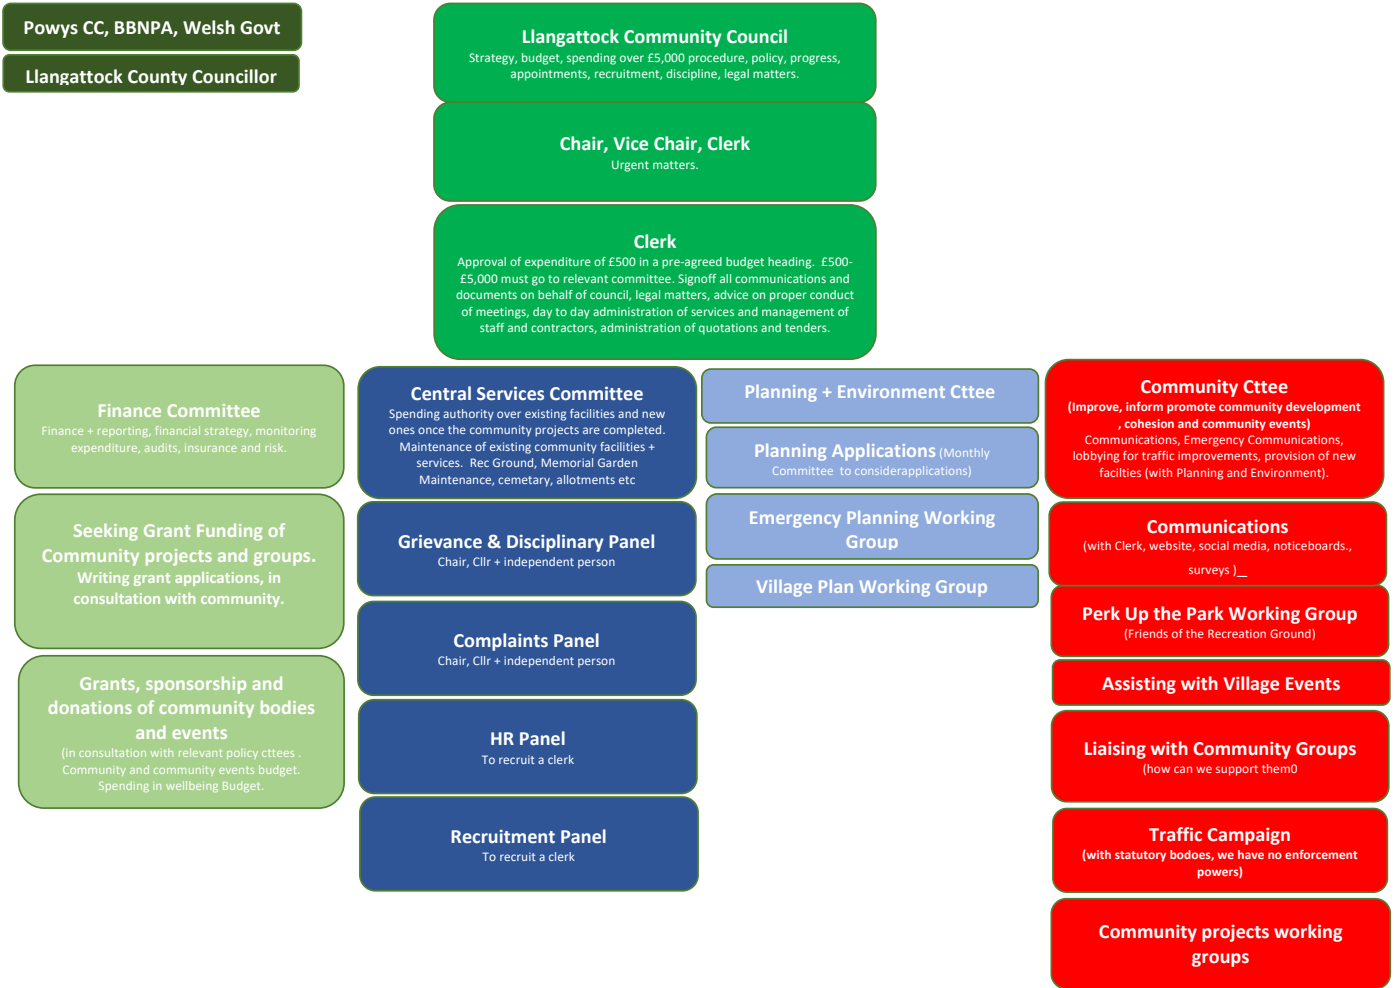 Powys CC, BBNPA, Welsh Govt
Llangattock County Councillor
Llangattock Community Council
Strategy, budget, spending over £5,000 procedure, policy, progress,
appointments, recruitment, discipline, legal matters.
Chair, Vice Chair, Clerk
Urgent matters.
Clerk
Approval of expenditure of £500 in a pre-agreed budget heading.  £500-
£5,000 must go to relevant committee. Signoff all communications and
documents on behalf of council, legal matters, advice on proper conduct
of meetings, day to day administration of services and management of
staff and contractors, administration of quotations and tenders.
Finance Committee
Finance + reporting, financial strategy, monitoring
expenditure, audits, insurance and risk.
Seeking Grant Funding of
Community projects and groups.
Writing grant applications, in
consultation with community.
Grants, sponsorship and
donations of community bodies
and events
(in consultation with relevant policy cttees .
Community and community events budget.
Spending in wellbeing Budget.
Central Services Committee
Spending authority over existing facilities and new
ones once the community projects are completed.
Maintenance of existing community facilities +
services.  Rec Ground, Memorial Garden
Maintenance, cemetary, allotments etc
Grievance & Disciplinary Panel
Chair, Cllr + independent person
Complaints Panel
Chair, Cllr + independent person
HR Panel
To recruit a clerk
Recruitment Panel
To recruit a clerk
Planning + Environment Cttee
Planning Applications (Monthly
Committee  to considerapplications)
Emergency Planning Working
Group
Village Plan Working Group
Community Cttee
(Improve, inform promote community development
, cohesion and community events)
Communications, Emergency Communications,
lobbying for traffic improvements, provision of new
facilties (with Planning and Environment).
Communications
(with Clerk, website, social media, noticeboards.,
surveys )_
Perk Up the Park Working Group
(Friends of the Recreation Ground)
Assisting with Village Events
Liaising with Community Groups
(how can we support them0
Traffic Campaign
(with statutory bodoes, we have no enforcement
powers)
Community projects working
groups